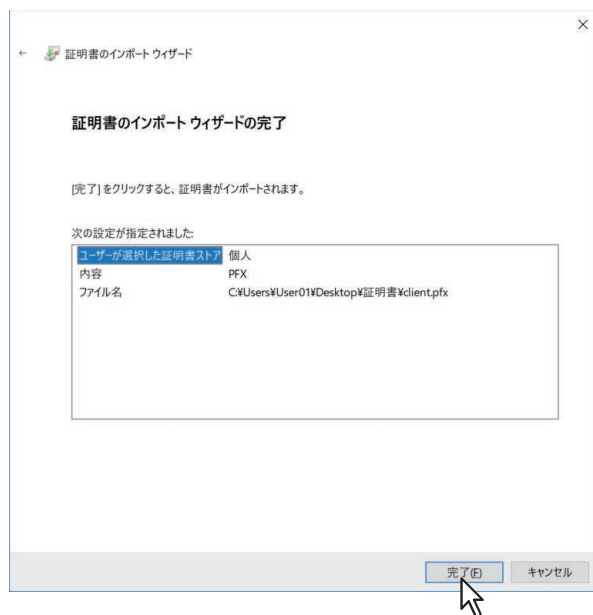 証明書のインポート ウィザード
証明書のインポート ウィザードの完了
[完了] をクリックすると、証明書がインポートされます。
次の設定が指定されました:
ユーザーが選択した証明書ストア 個人
内容 PFX
ファイル名 C:¥Users¥User01¥Desktop¥証明書¥client.pfx
完了(F) キャンセル